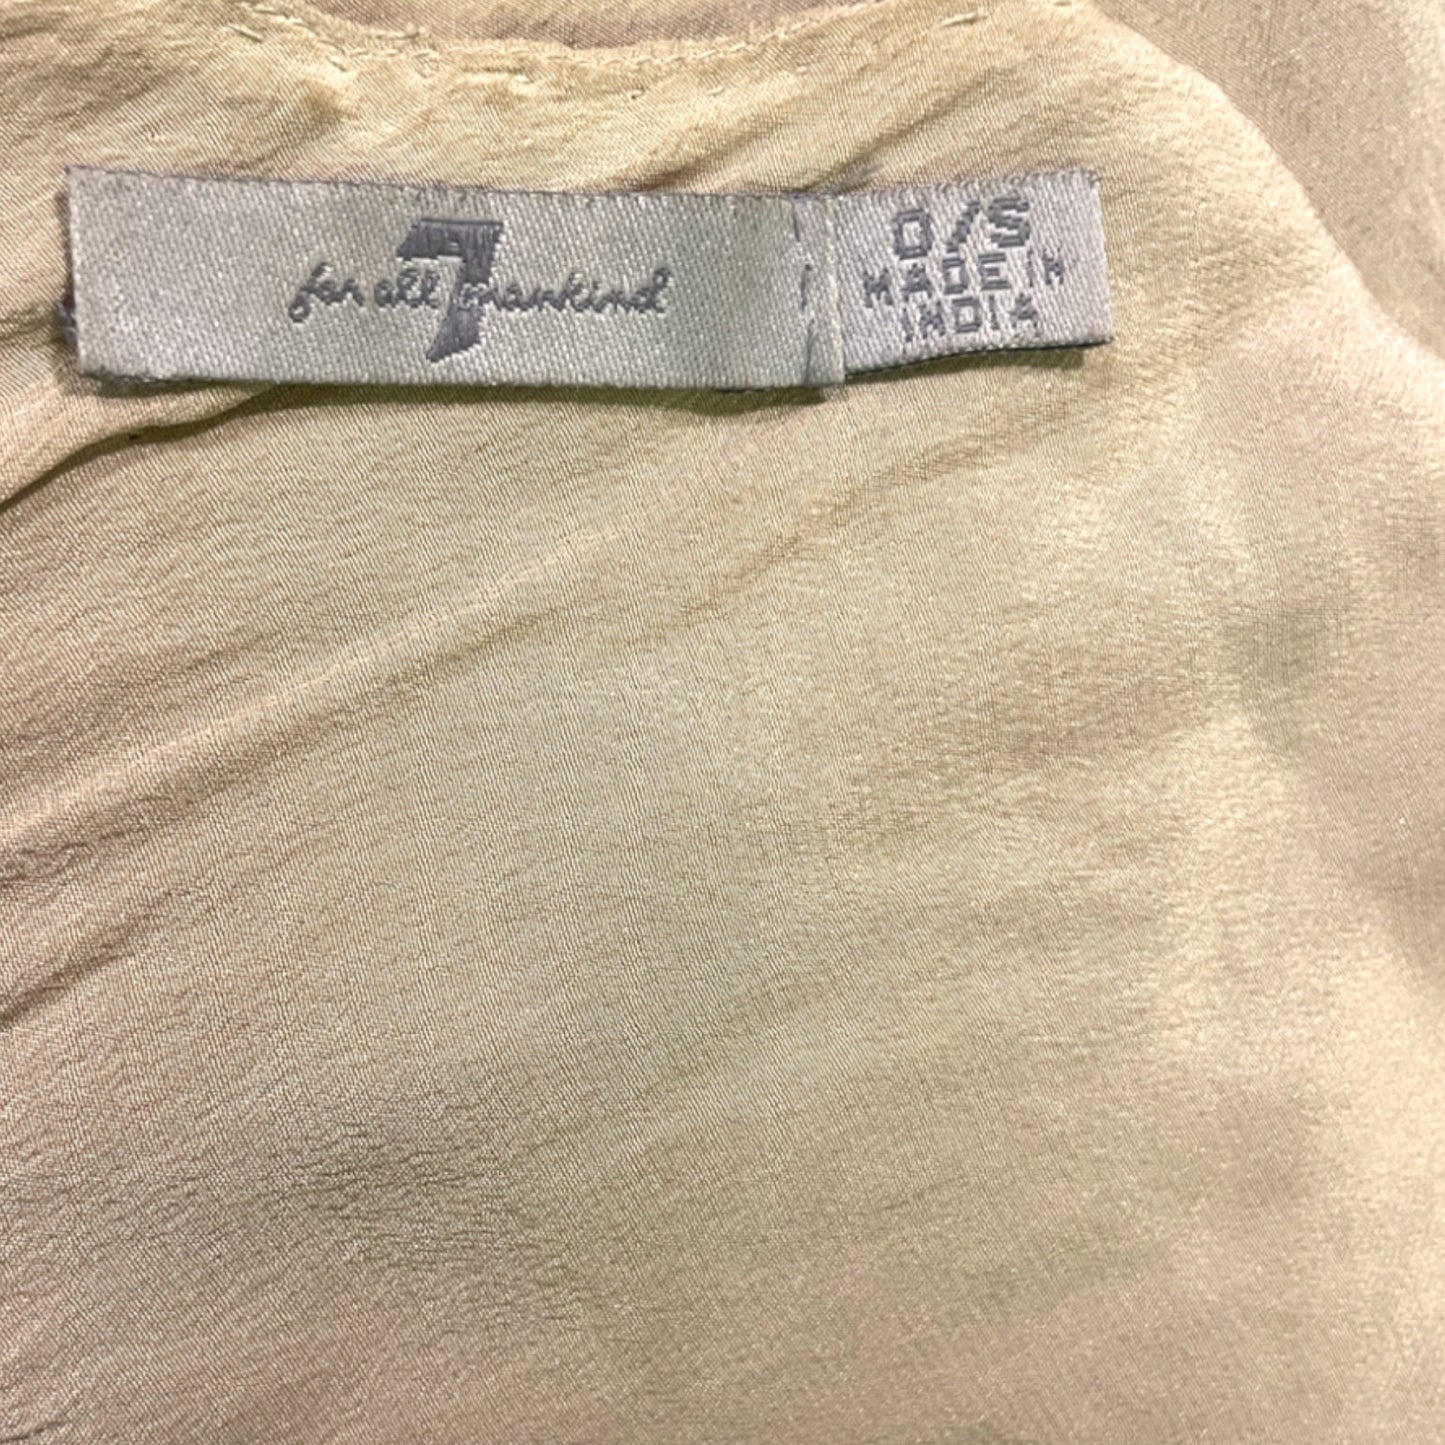 for all 7 mankind
O/S
MADE IN
INDIA